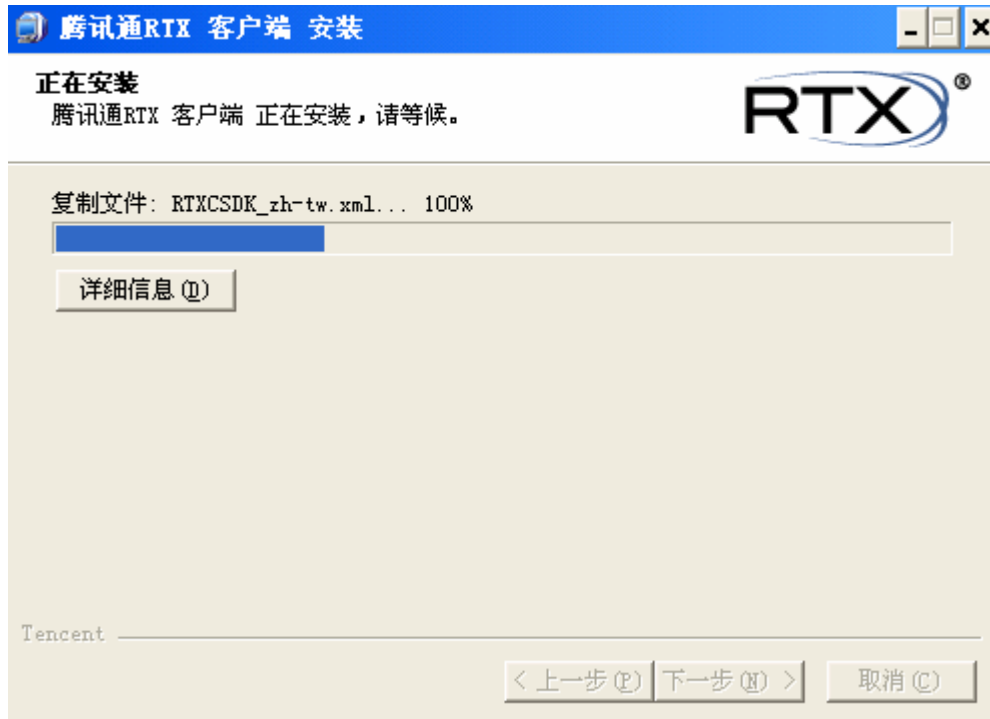 腾讯通RTX 客户端 安装
正在安装
腾讯通RTX 客户端 正在安装，请等候。
RTX®
复制文件: RTXCSDK_zh-tw.xml... 100%
详细信息(D)
Tencent
< 上一步(P) 下一步(N) > 取消(C)